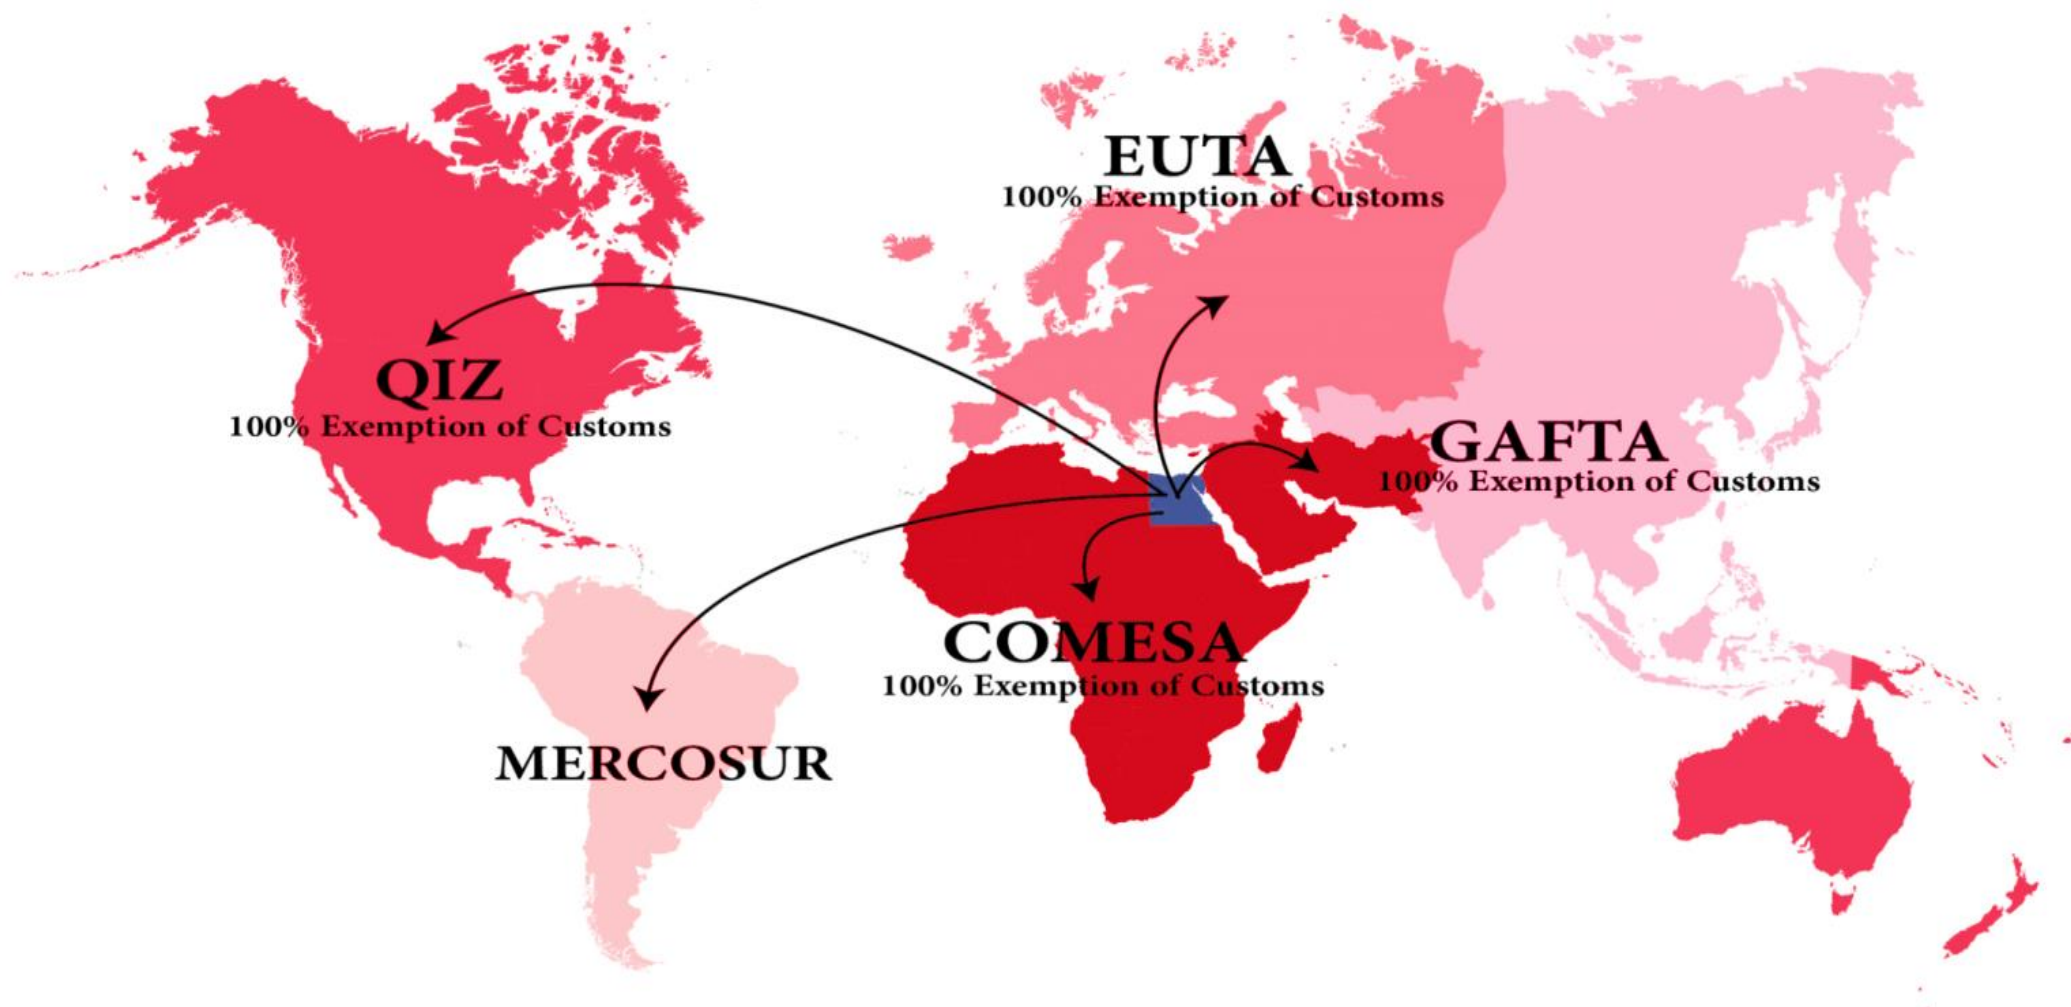 EUTA
100% Exemption of Customs
QIZ
100% Exemption of Customs
GAFTA
100% Exemption of Customs
COMESA
100% Exemption of Customs
MERCOSUR